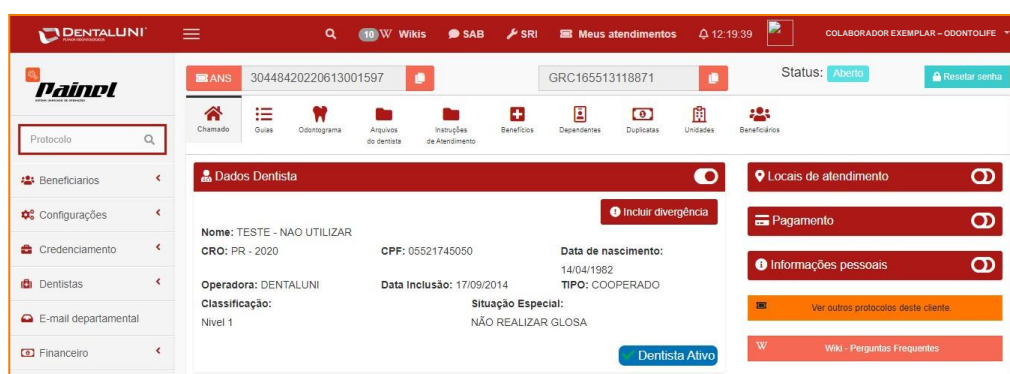 DENTALUNI
10 W Wikis SAB SRI Meus atendimentos 12:19:39 COLABORADOR EXEMPLAR – ODONTOLIFE
Painel
ANS 30448420220613001597 GRC165513118871 Status: Aberto Resetar senha
Protocolo
Chamado Guias Odontograma Arquivos do dentista Instruções de Atendimento Benefícios Dependentes Duplicatas Unidades Beneficiários
Beneficiarios
Configurações
Credenciamento
Dentistas
E-mail departamental
Financeiro
Dados Dentista
Incluir divergência
Nome: TESTE - NAO UTILIZAR
CRO: PR - 2020 CPF: 05521745050 Data de nascimento:
14/04/1982
Operadora: DENTALUNI Data Inclusão: 17/09/2014 TIPO: COOPERADO
Classificação: Situação Especial:
Nivel 1 NÃO REALIZAR GLOSA
Dentista Ativo
Locais de atendimento
Pagamento
Informações pessoais
Ver outros protocolos deste cliente.
W Wiki - Perguntas Frequentes